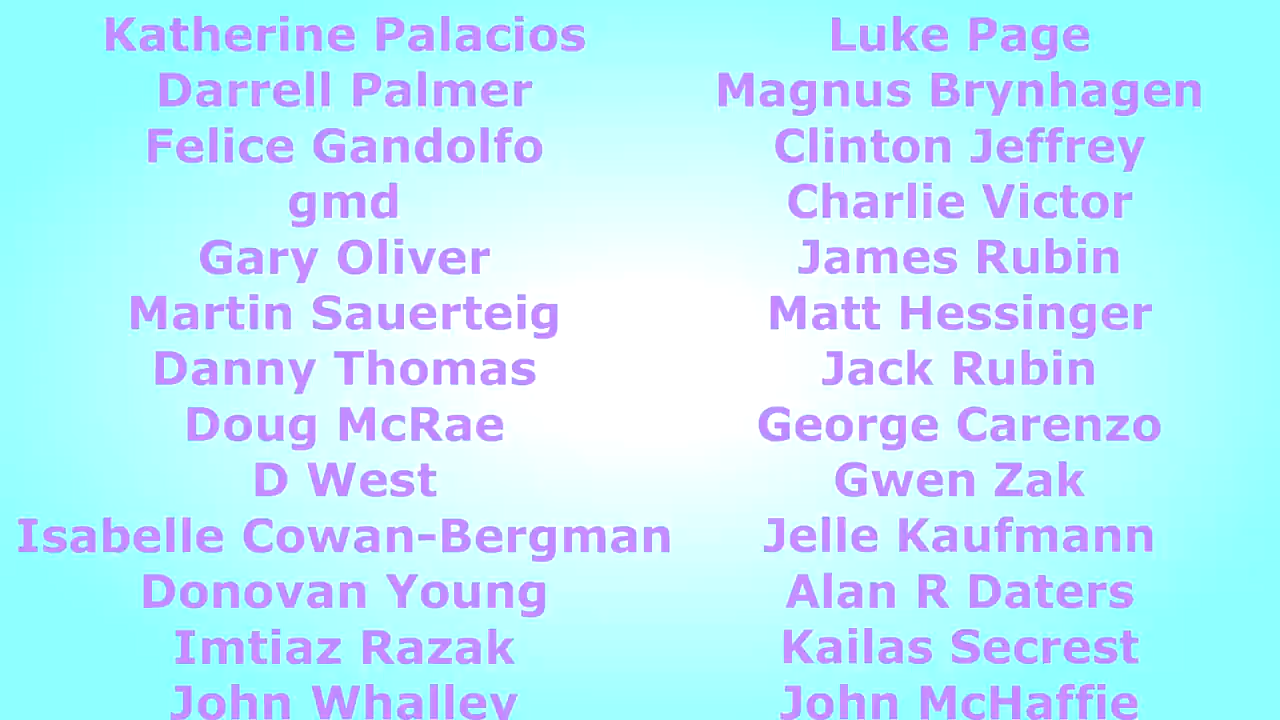 Katherine Palacios
Darrell Palmer
Felice Gandolfo
gmd
Gary Oliver
Martin Sauerteig
Danny Thomas
Doug McRae
D West
Isabelle Cowan-Bergman
Donovan Young
Imtiaz Razak
John Whalley
Luke Page
Magnus Brynhagen
Clinton Jeffrey
Charlie Victor
James Rubin
Matt Hessinger
Jack Rubin
George Carenzo
Gwen Zak
Jelle Kaufmann
Alan R Daters
Kailas Secrest
John McHaffie